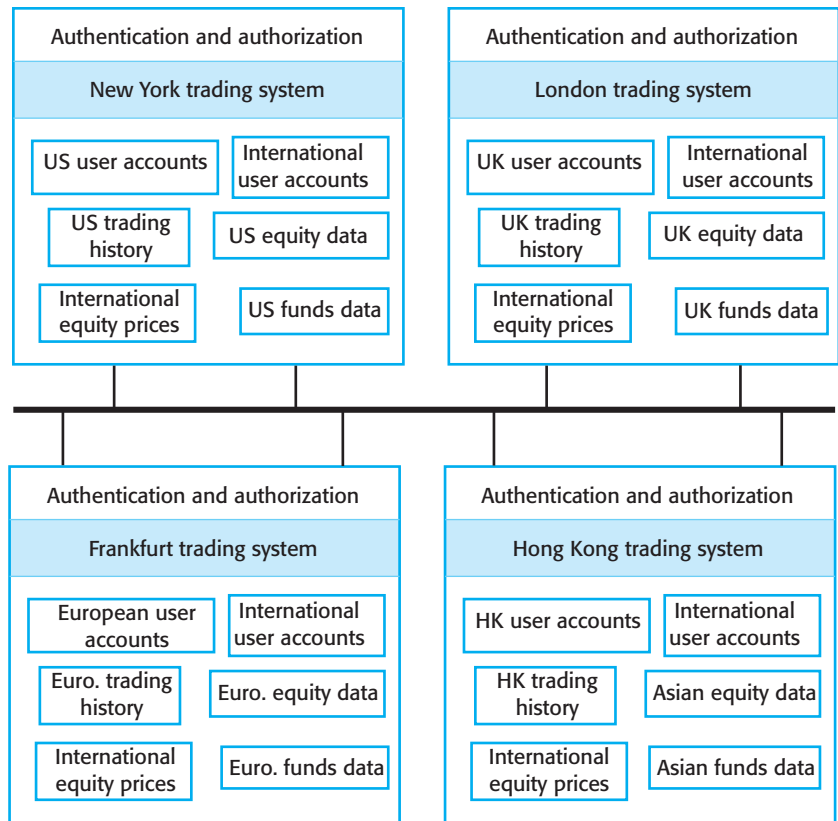 Authentication and authorization
New York trading system
US user accounts
International
user accounts
US trading
history
US equity data
International
equity prices
US funds data
Authentication and authorization
London trading system
UK user accounts
International
user accounts
UK trading
history
UK equity data
International
equity prices
UK funds data
Authentication and authorization
Frankfurt trading system
European user
accounts
International
user accounts
Euro. trading
history
Euro. equity data
International
equity prices
Euro. funds data
Authentication and authorization
Hong Kong trading system
HK user accounts
International
user accounts
HK trading
history
Asian equity data
International
equity prices
Asian funds data